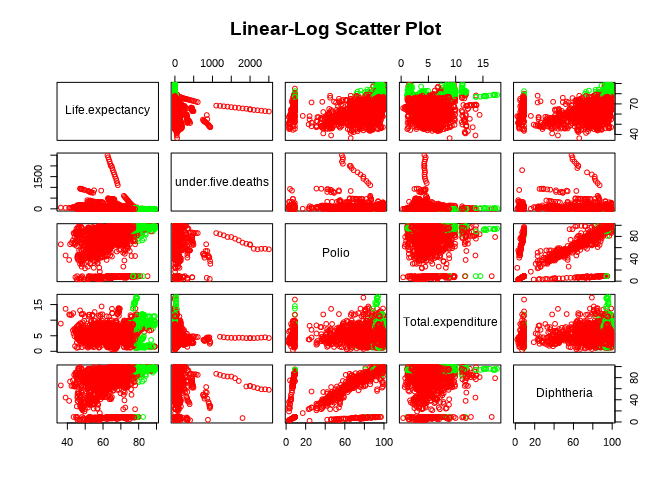 Linear-Log Scatter Plot
0 1000 2000
0 5 10 15
Life.expectancy
40 70
0 1500
under.five.deaths
Polio
0 40 80
0 5 15
Total.expenditure
Diphtheria
0 40 80
40 60 80
0 20 60 100
0 20 60 100